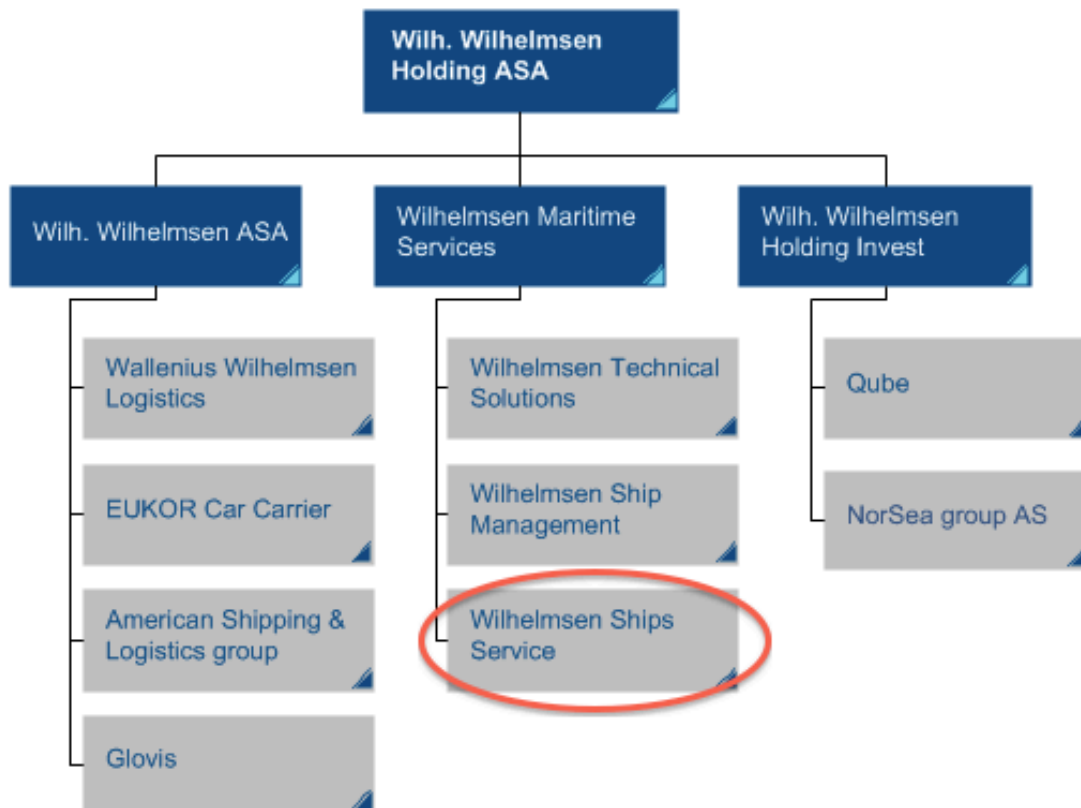 Wilh. Wilhelmsen
Holding ASA
Wilh. Wilhelmsen ASA
Wilhelmsen Maritime
Services
Wilh. Wilhelmsen
Holding Invest
Wallenius Wilhelmsen
Logistics
EUKOR Car Carrier
American Shipping &
Logistics group
Glovis
Wilhelmsen Technical
Solutions
Wilhelmsen Ship
Management
Wilhelmsen Ships
Service
Qube
NorSea group AS